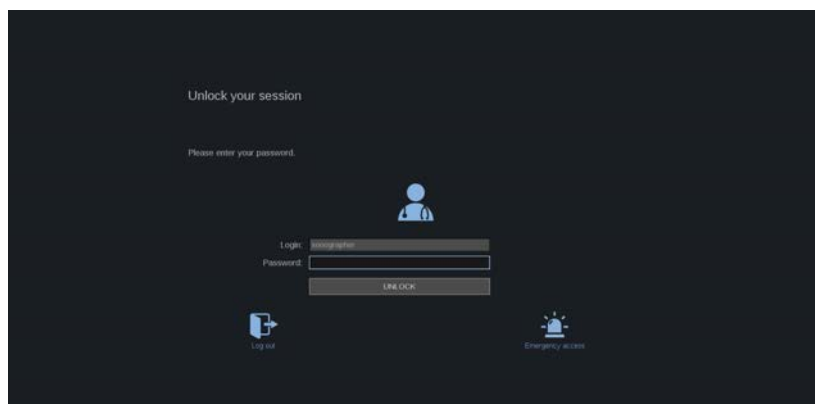 Unlock your session
Please enter your password.
Login: sonographer
Password:
UNLOCK
Log out
Emergency access